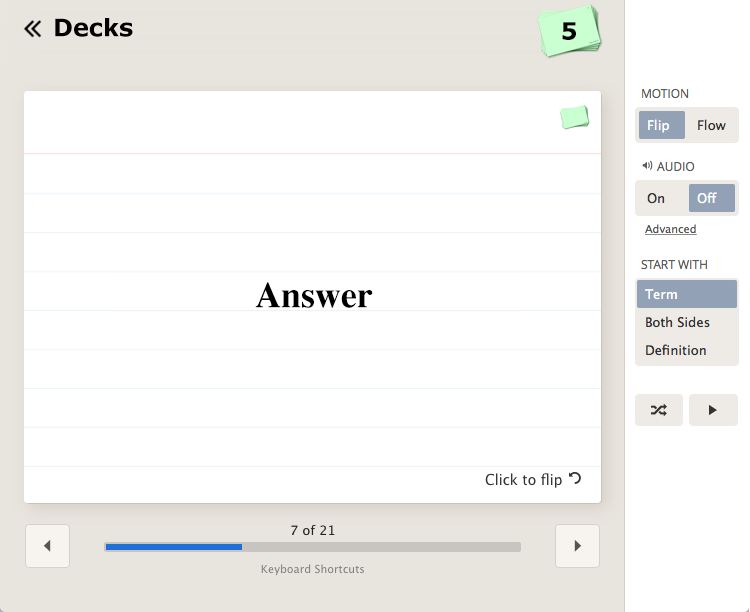 Decks
5
Answer
Click to flip
7 of 21
Keyboard Shortcuts
MOTION
Flip Flow
AUDIO
On Off
Advanced
START WITH
Term
Both Sides
Definition